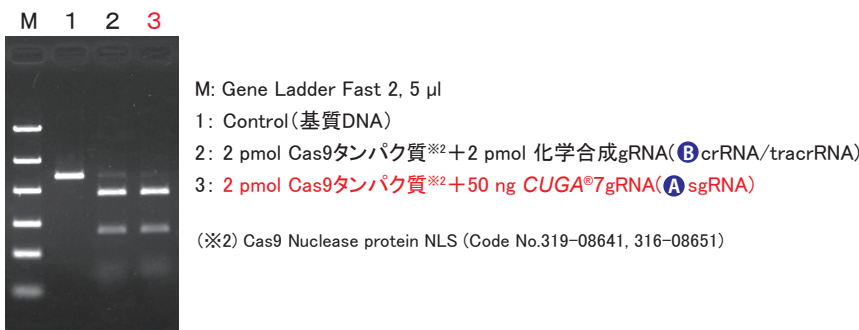 M 1 2 3
M: Gene Ladder Fast 2, 5 µl
1: Control(基質DNA)
2: 2 pmol Cas9タンパク質※2+2 pmol 化学合成gRNA(B crRNA/tracrRNA)
3: 2 pmol Cas9タンパク質※2+50 ng CUGA®7gRNA(A sgRNA)
(※2) Cas9 Nuclease protein NLS (Code No.319-08641, 316-08651)